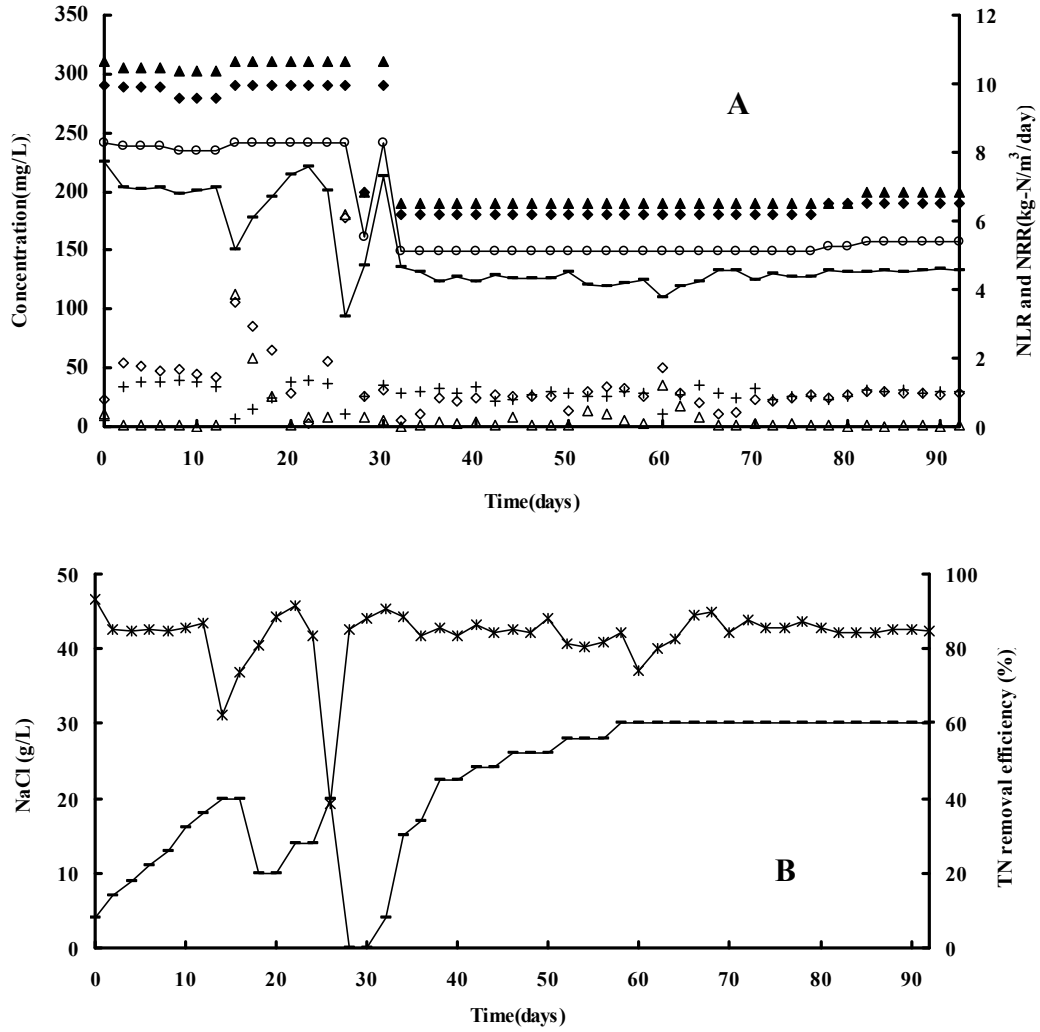 A
Concentration(mg/L)
350
300
250
200
150
100
50
0
NLR and NRR(kg-N/m³/day)
12
10
8
6
4
2
0
0 10 20 30 40 50 60 70 80 90
Time(days)
B
NaCl (g/L)
50
40
30
20
10
0
TN removal efficiency (%)
100
80
60
40
20
0
0 10 20 30 40 50 60 70 80 90
Time(days)